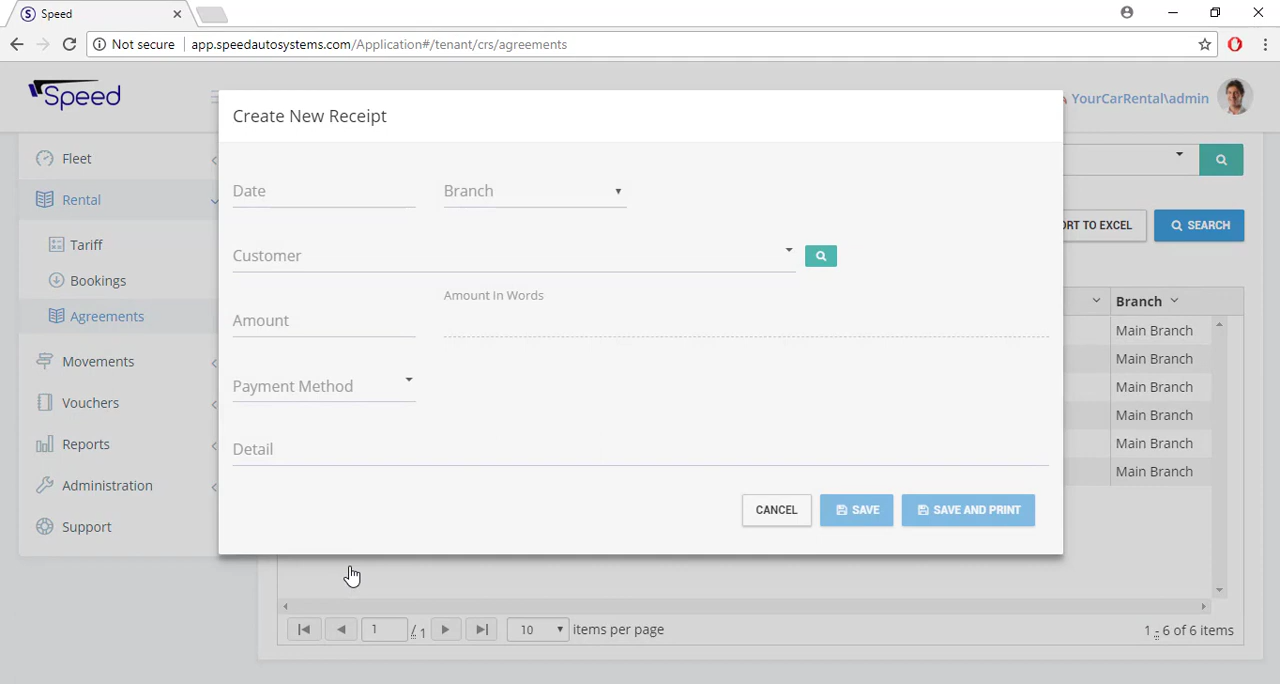 Speed
Not secure app.speedautosystems.com/Application#/tenant/crs/agreements
Speed
YourCarRental\admin
Create New Receipt
Fleet
Rental
Tariff
Bookings
Agreements
Movements
Vouchers
Reports
Administration
Support
Date
Branch
Customer
Amount In Words
Amount
Payment Method
Detail
CANCEL
SAVE
SAVE AND PRINT
ORT TO EXCEL
SEARCH
Branch
Main Branch
Main Branch
Main Branch
Main Branch
Main Branch
Main Branch
1 / 1
10 items per page
1 - 6 of 6 items